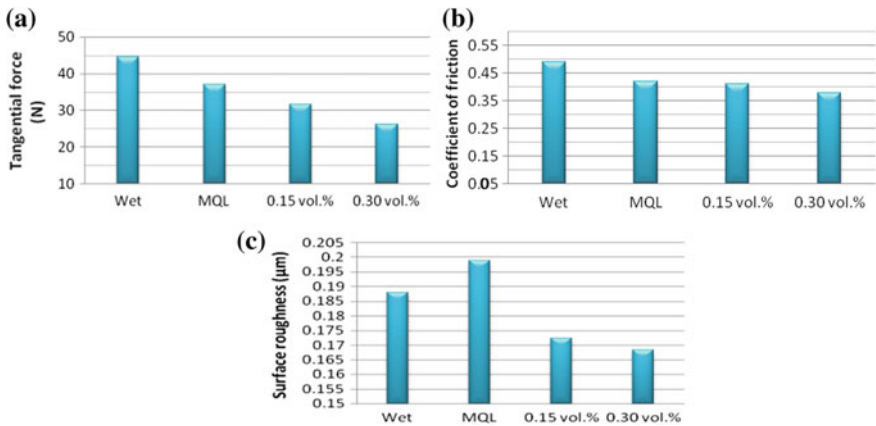 (a)
Tangential force
(N)
50
40
30
20
10
Wet
MQL
0.15 vol.%
0.30 vol.%
(b)
Coefficient of friction
0.55
0.45
0.35
0.25
0.15
0.05
Wet
MQL
0.15 vol.%
0.30 vol.%
(c)
Surface roughness (µm)
0.205
0.2
0.195
0.19
0.185
0.18
0.175
0.17
0.165
0.16
0.155
0.15
Wet
MQL
0.15 vol.%
0.30 vol.%